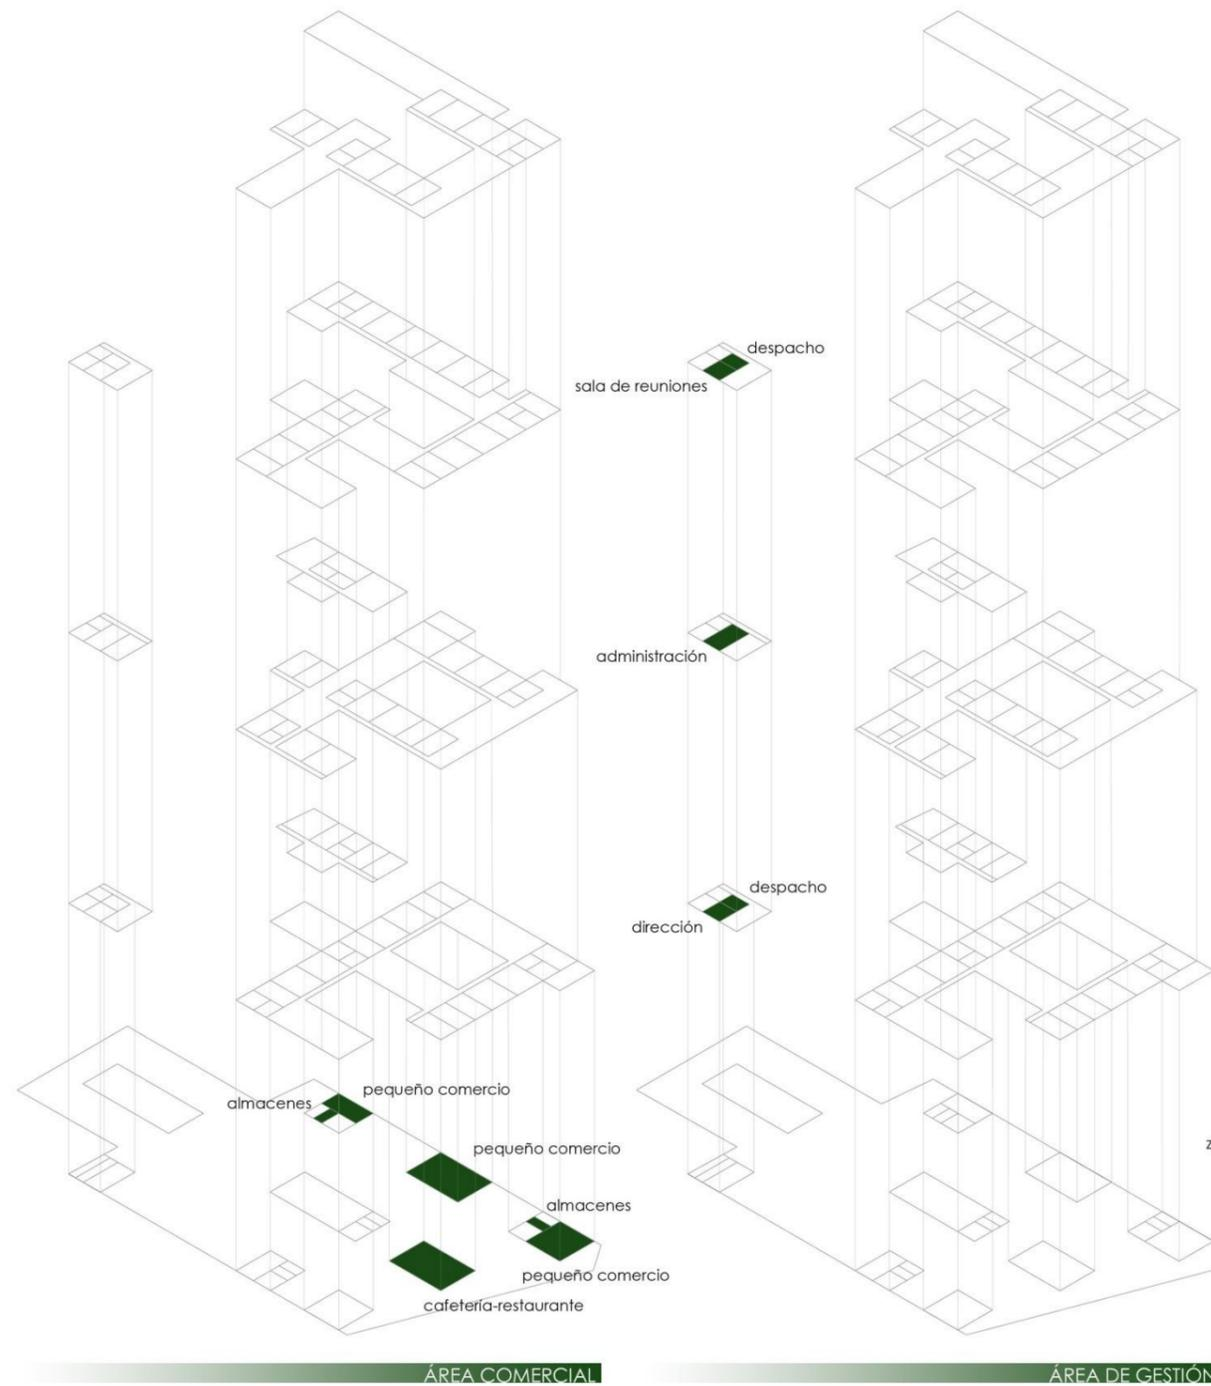 despacho
sala de reuniones
administración
despacho
dirección
pequeño comercio
almacenes
pequeño comercio
z
almacenes
pequeño comercio
cafetería-restaurante
ÁREA COMERCIAL
ÁREA DE GESTIÓN